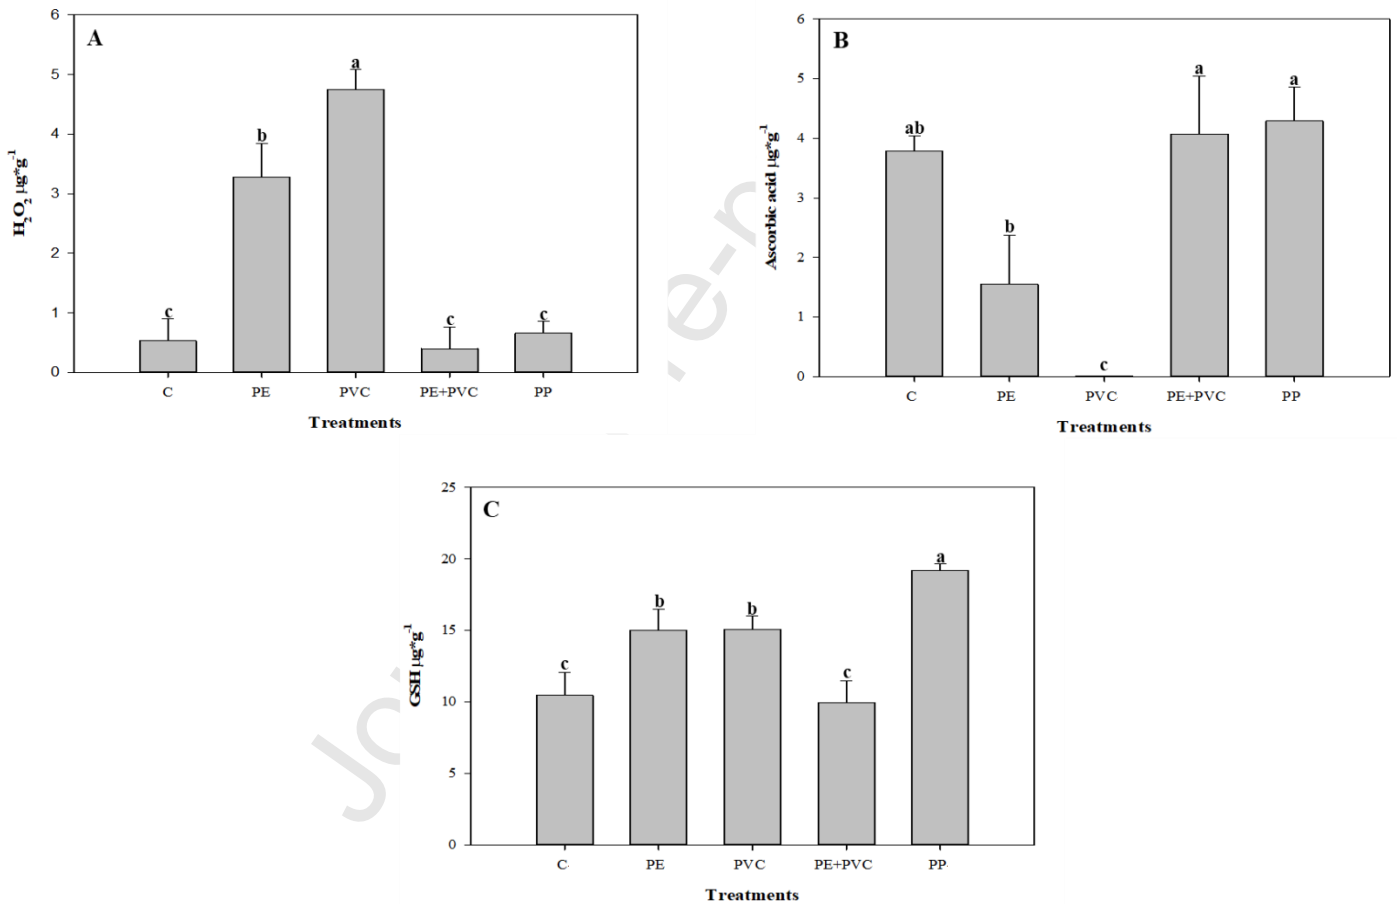 A
6
5
4
3
2
1
0
H₂O₂ µg*g⁻¹
c
b
a
c
c
C
PE
PVC
PE+PVC
PP
Treatments
B
6
5
4
3
2
1
0
Ascorbic acid µg*g⁻¹
ab
b
c
a
a
C
PE
PVC
PE+PVC
PP
Treatments
C
25
20
15
10
5
0
GSH µg*g⁻¹
c
b
b
c
a
C
PE
PVC
PE+PVC
PP
Treatments